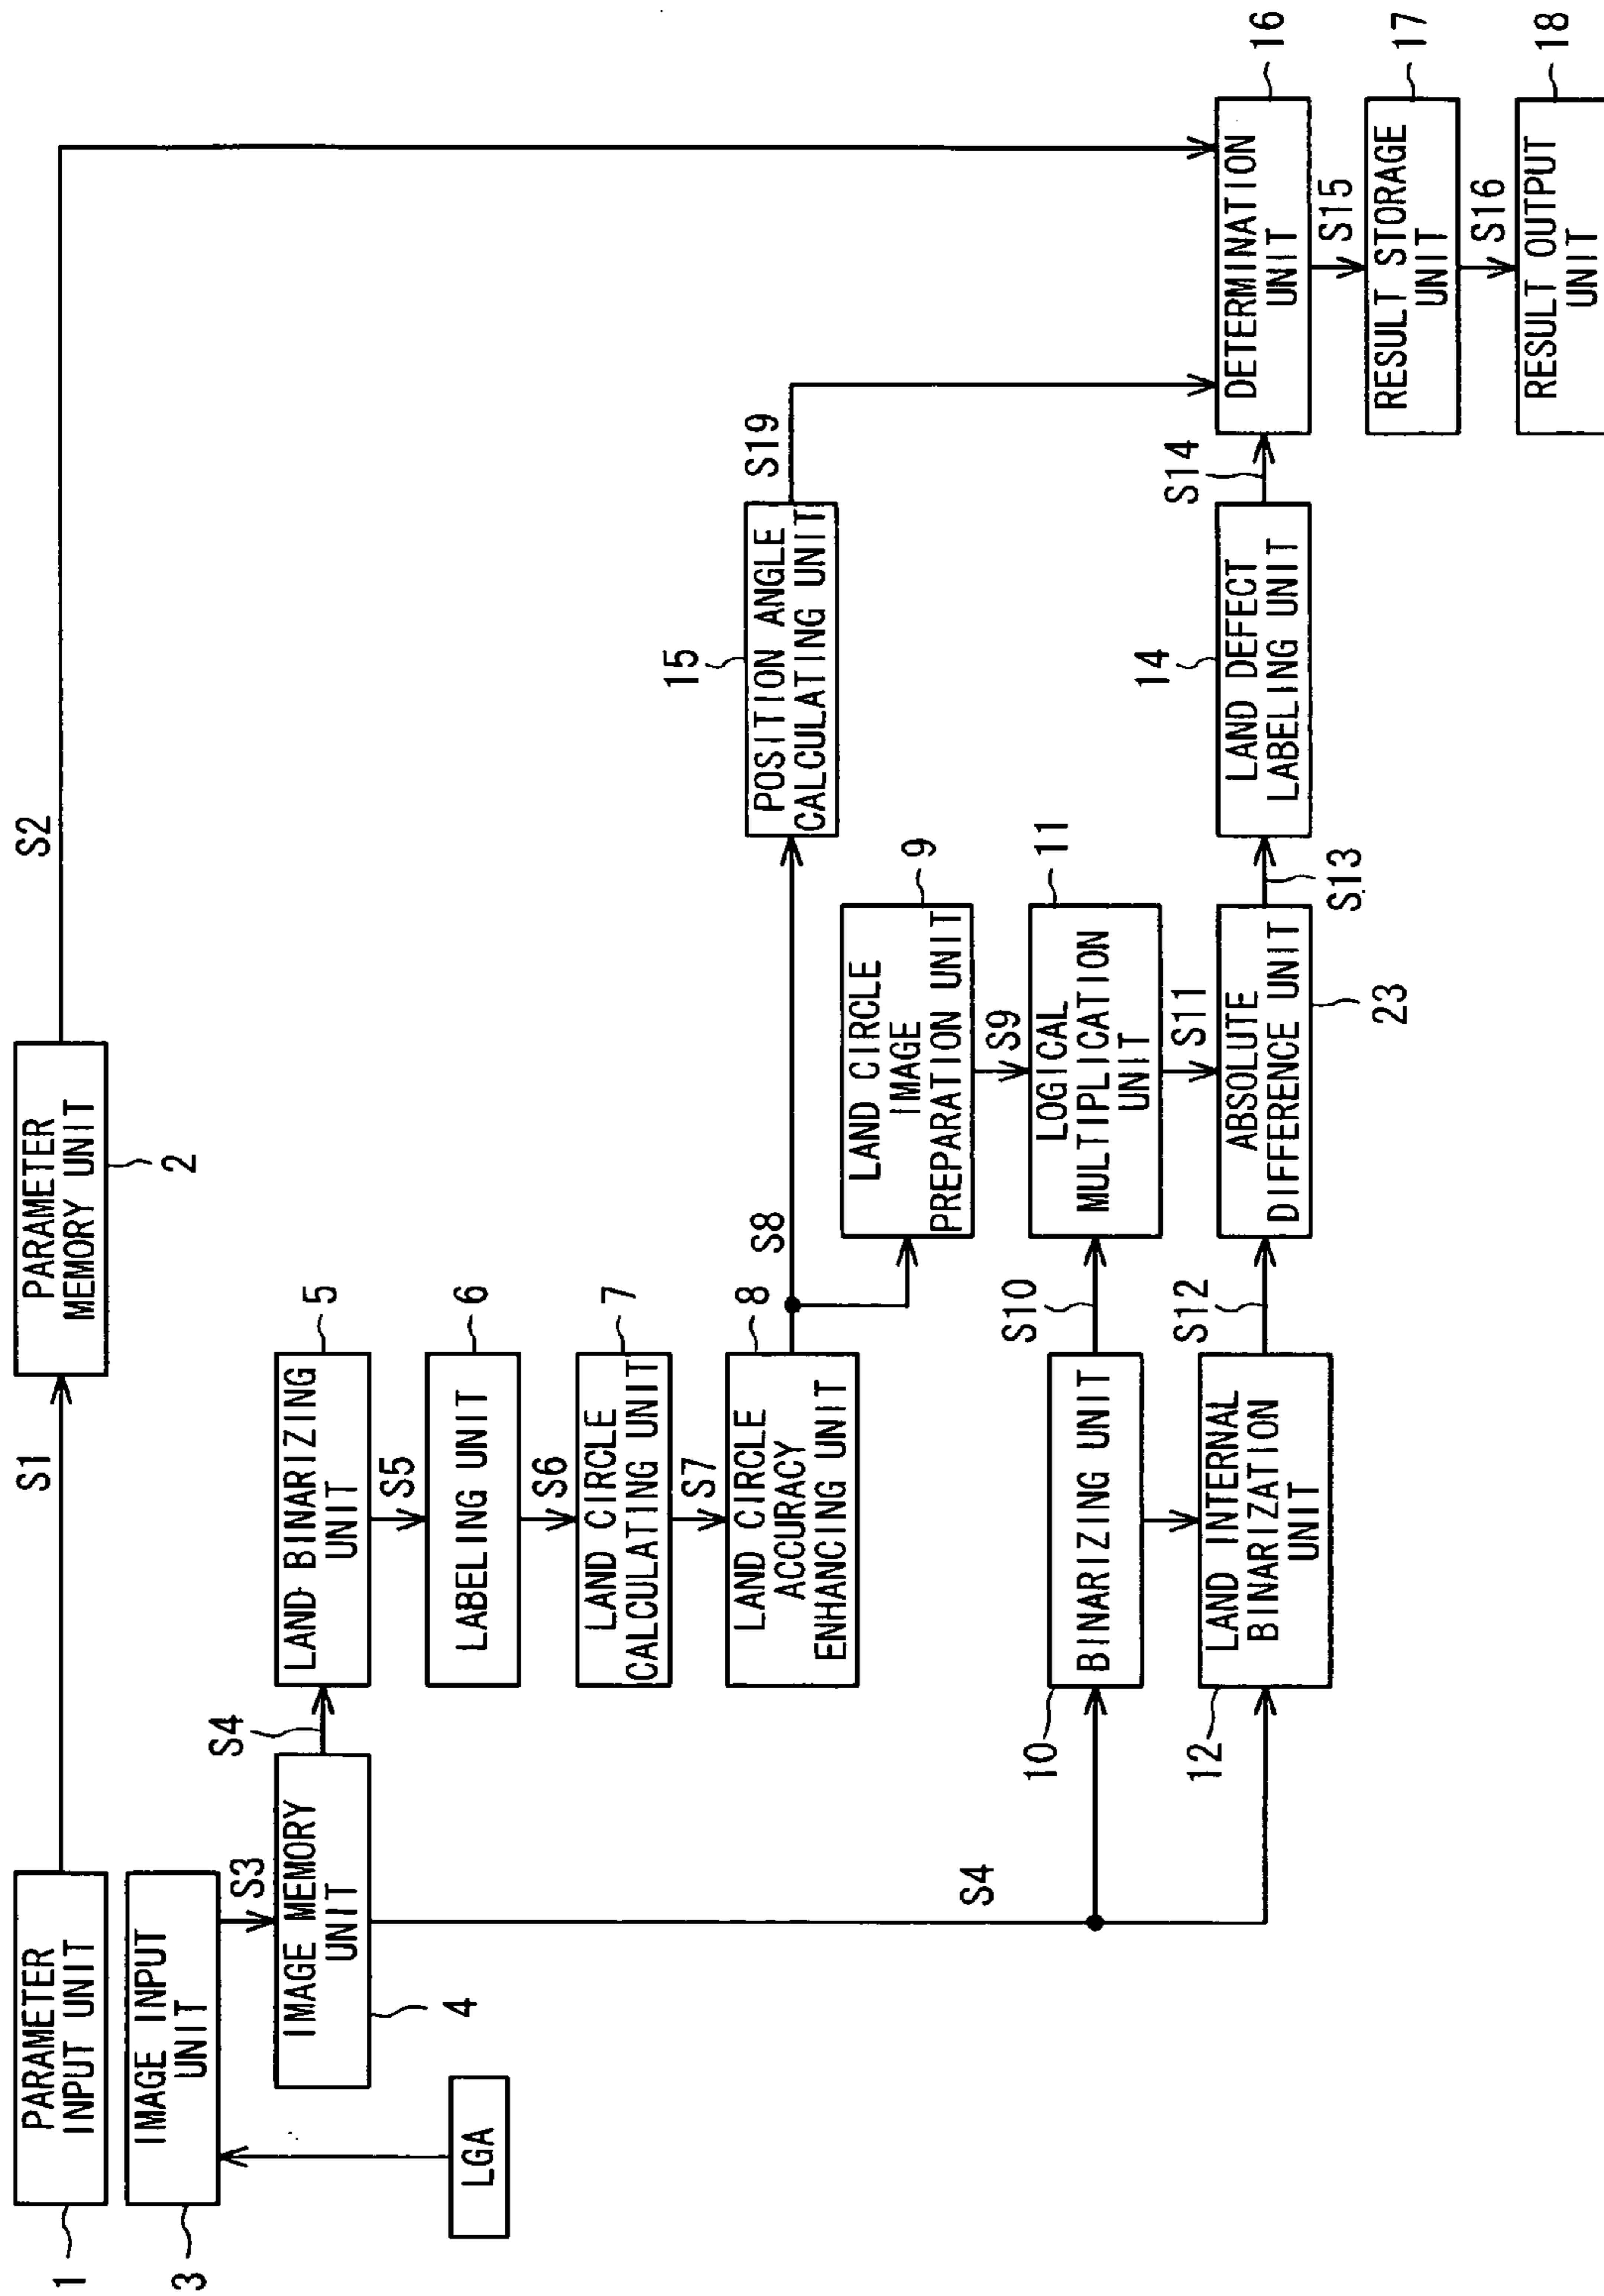 PARAMETER
INPUT UNIT
1
S1
PARAMETER
MEMORY UNIT
2
S2
IMAGE INPUT
UNIT
3
LGA
S3
IMAGE MEMORY
UNIT
4
S4
S4
LAND BINARIZING
UNIT
5
S5
LABELING UNIT
6
S6
LAND CIRCLE
CALCULATING UNIT
7
S7
LAND CIRCLE
ACCURACY
ENHANCING UNIT
8
S8
LAND CIRCLE
IMAGE
PREPARATION UNIT
9
S9
BINARIZING UNIT
10
S10
LOGICAL
MULTIPLICATION
UNIT
11
S11
LAND INTERNAL
BINARIZATION
UNIT
12
S12
ABSOLUTE
DIFFERENCE UNIT
23
S13
LAND DEFECT
LABELING UNIT
14
S14
POSITION ANGLE
CALCULATING UNIT
15
S19
DETERMINATION
UNIT
16
S15
RESULT STORAGE
UNIT
17
S16
RESULT OUTPUT
UNIT
18